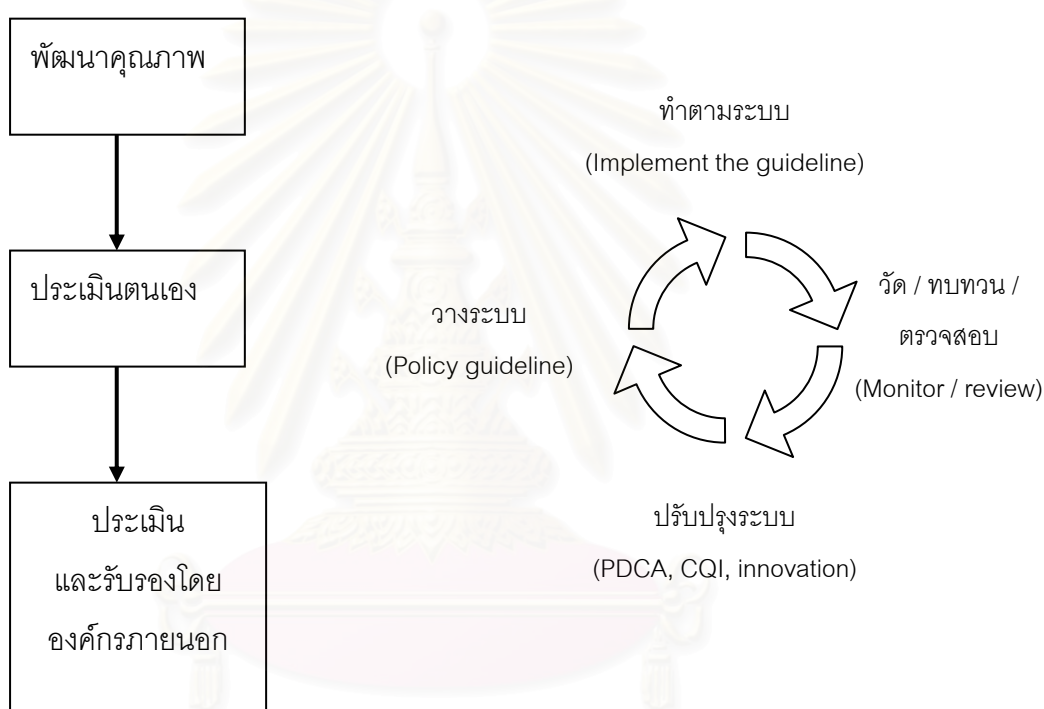 พัฒนาคุณภาพ
ประเมินตนเอง
ประเมิน
และรับรองโดย
องค์กรภายนอก
ทำตามระบบ
(Implement the guideline)
วัด / ทบทวน /
ตรวจสอบ
(Monitor / review)
วางระบบ
(Policy guideline)
ปรับปรุงระบบ
(PDCA, CQI, innovation)